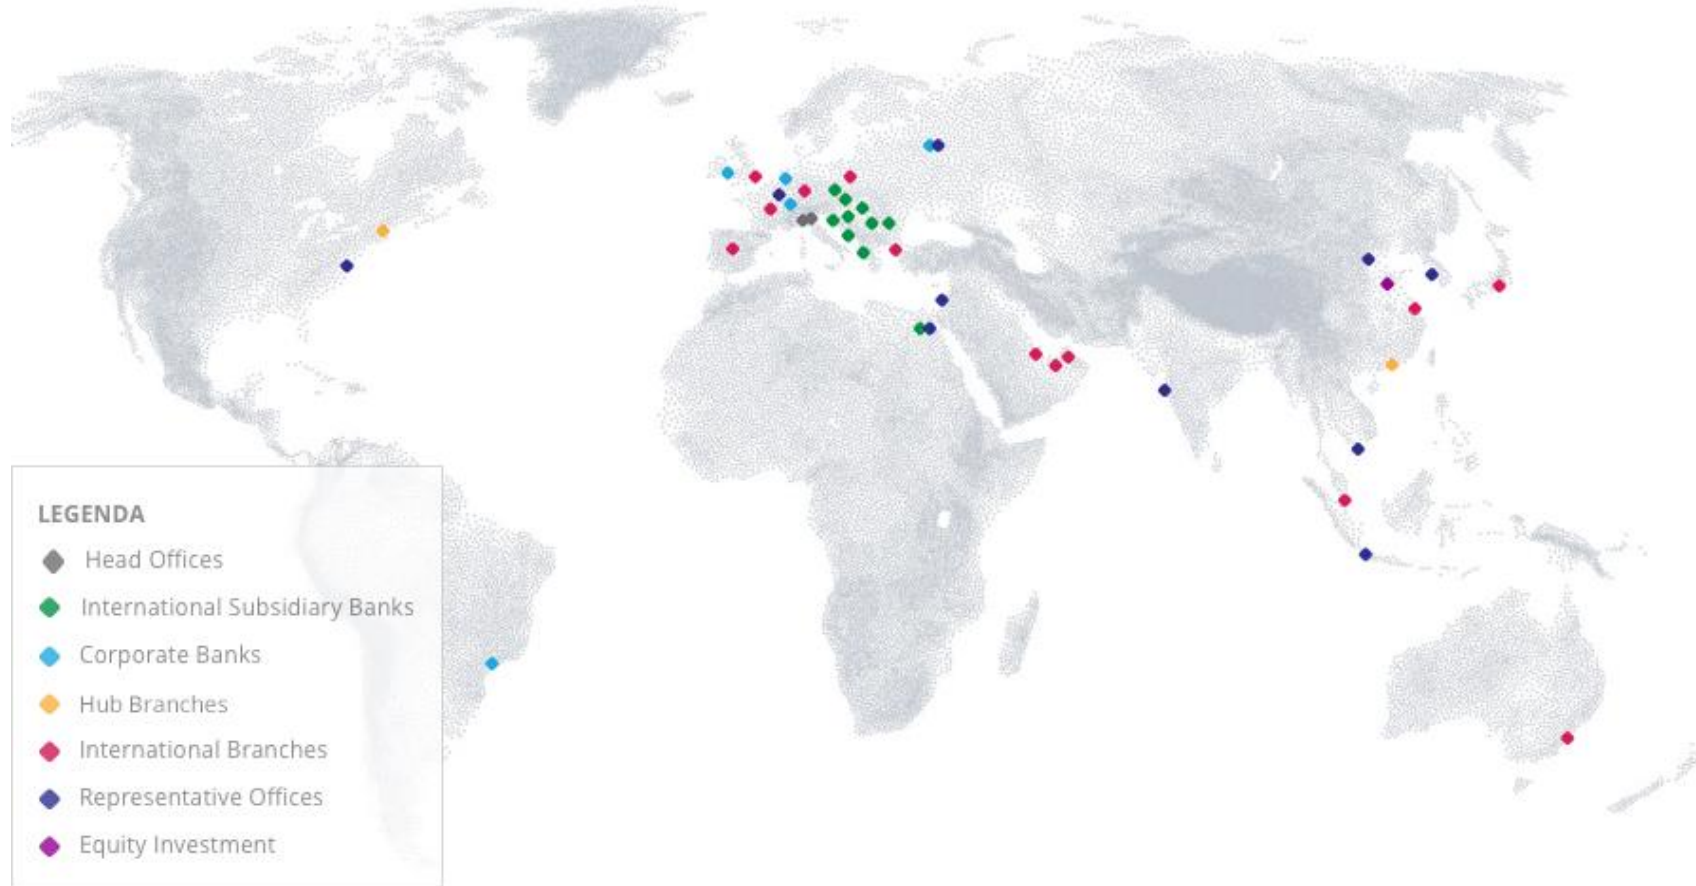 LEGENDA
Head Offices
International Subsidiary Banks
Corporate Banks
Hub Branches
International Branches
Representative Offices
Equity Investment